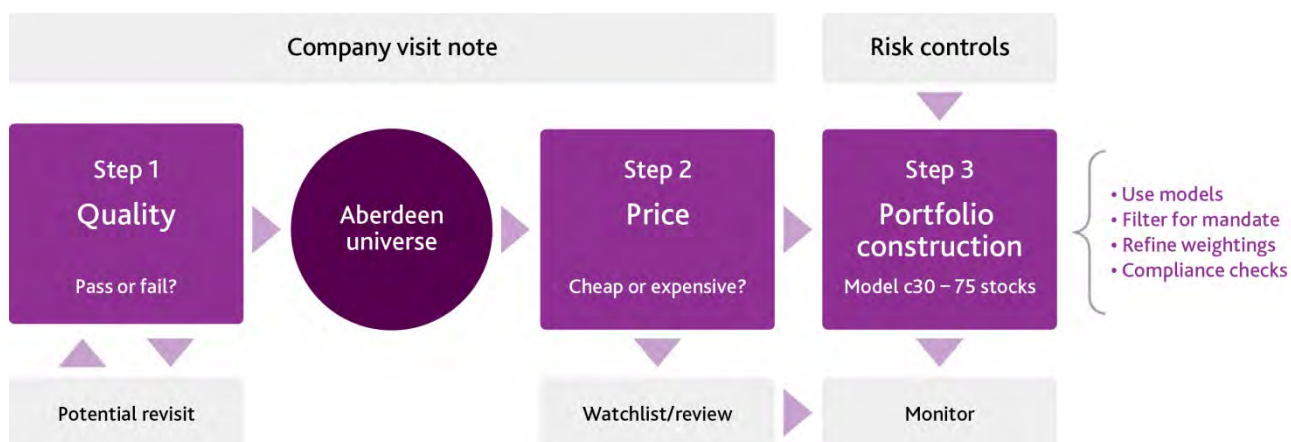 Company visit note
Risk controls
Step 1
Quality
Pass or fail?
Aberdeen
universe
Step 2
Price
Cheap or expensive?
Step 3
Portfolio
construction
Model c30 – 75 stocks
• Use models
• Filter for mandate
• Refine weightings
• Compliance checks
Potential revisit
Watchlist/review
Monitor